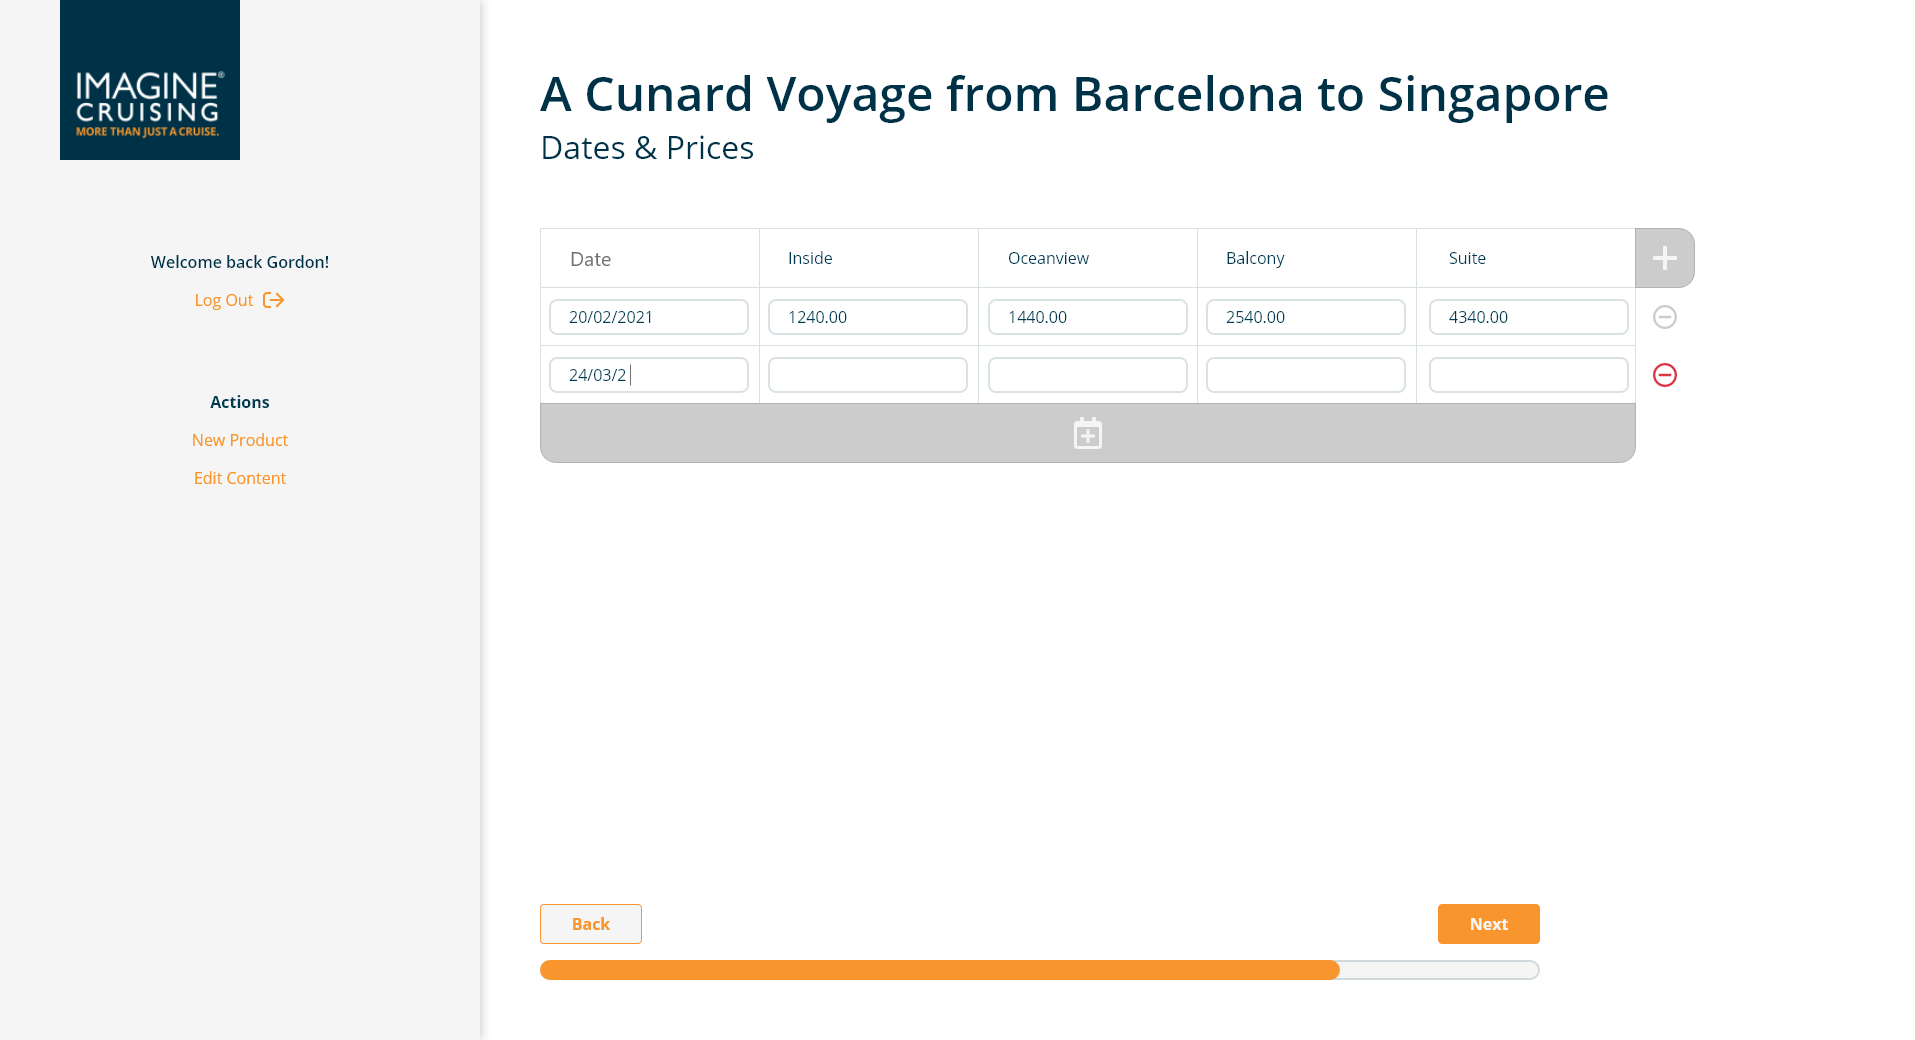 IMAGINE®
CRUISING
MORE THAN JUST A CRUISE.
Welcome back Gordon!
Log Out
Actions
New Product
Edit Content
A Cunard Voyage from Barcelona to Singapore
Dates & Prices
Date Inside Oceanview Balcony Suite
20/02/2021 1240.00 1440.00 2540.00 4340.00
24/03/2
Back Next